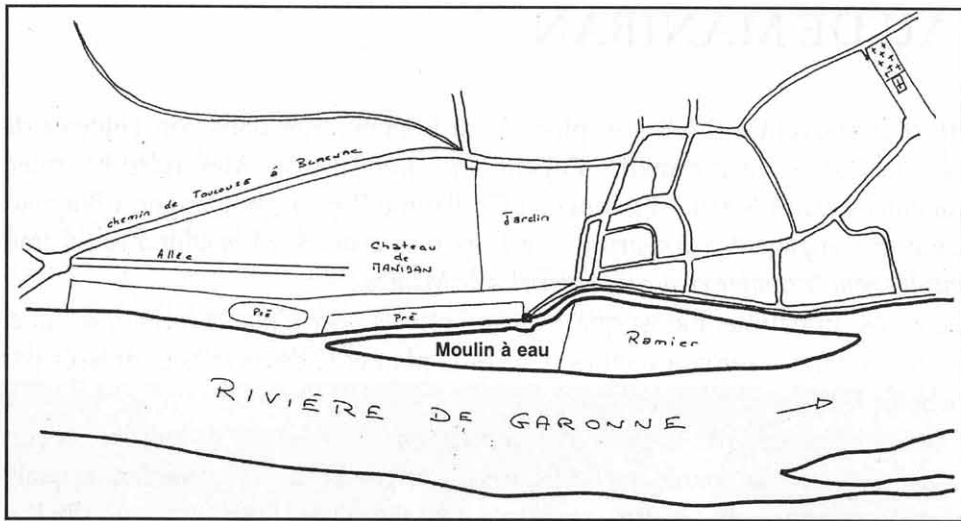 chemin de TOULOUSE à BLAGNAC
Jardin
Allée
Chateau
de
MANIBAN
Pré
Pré
Ramier
Moulin à eau
RIVIÈRE DE GARONNE